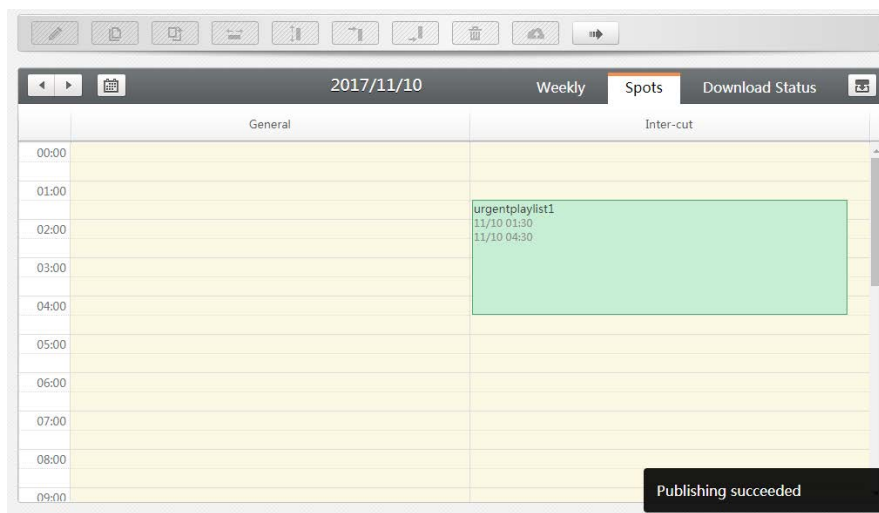 2017/11/10
Weekly
Spots
Download Status
General
Inter-cut
00:00
01:00
urgentplaylist1
11/10 01:30
02:00
11/10 04:30
03:00
04:00
05:00
06:00
07:00
08:00
09:00
Publishing succeeded